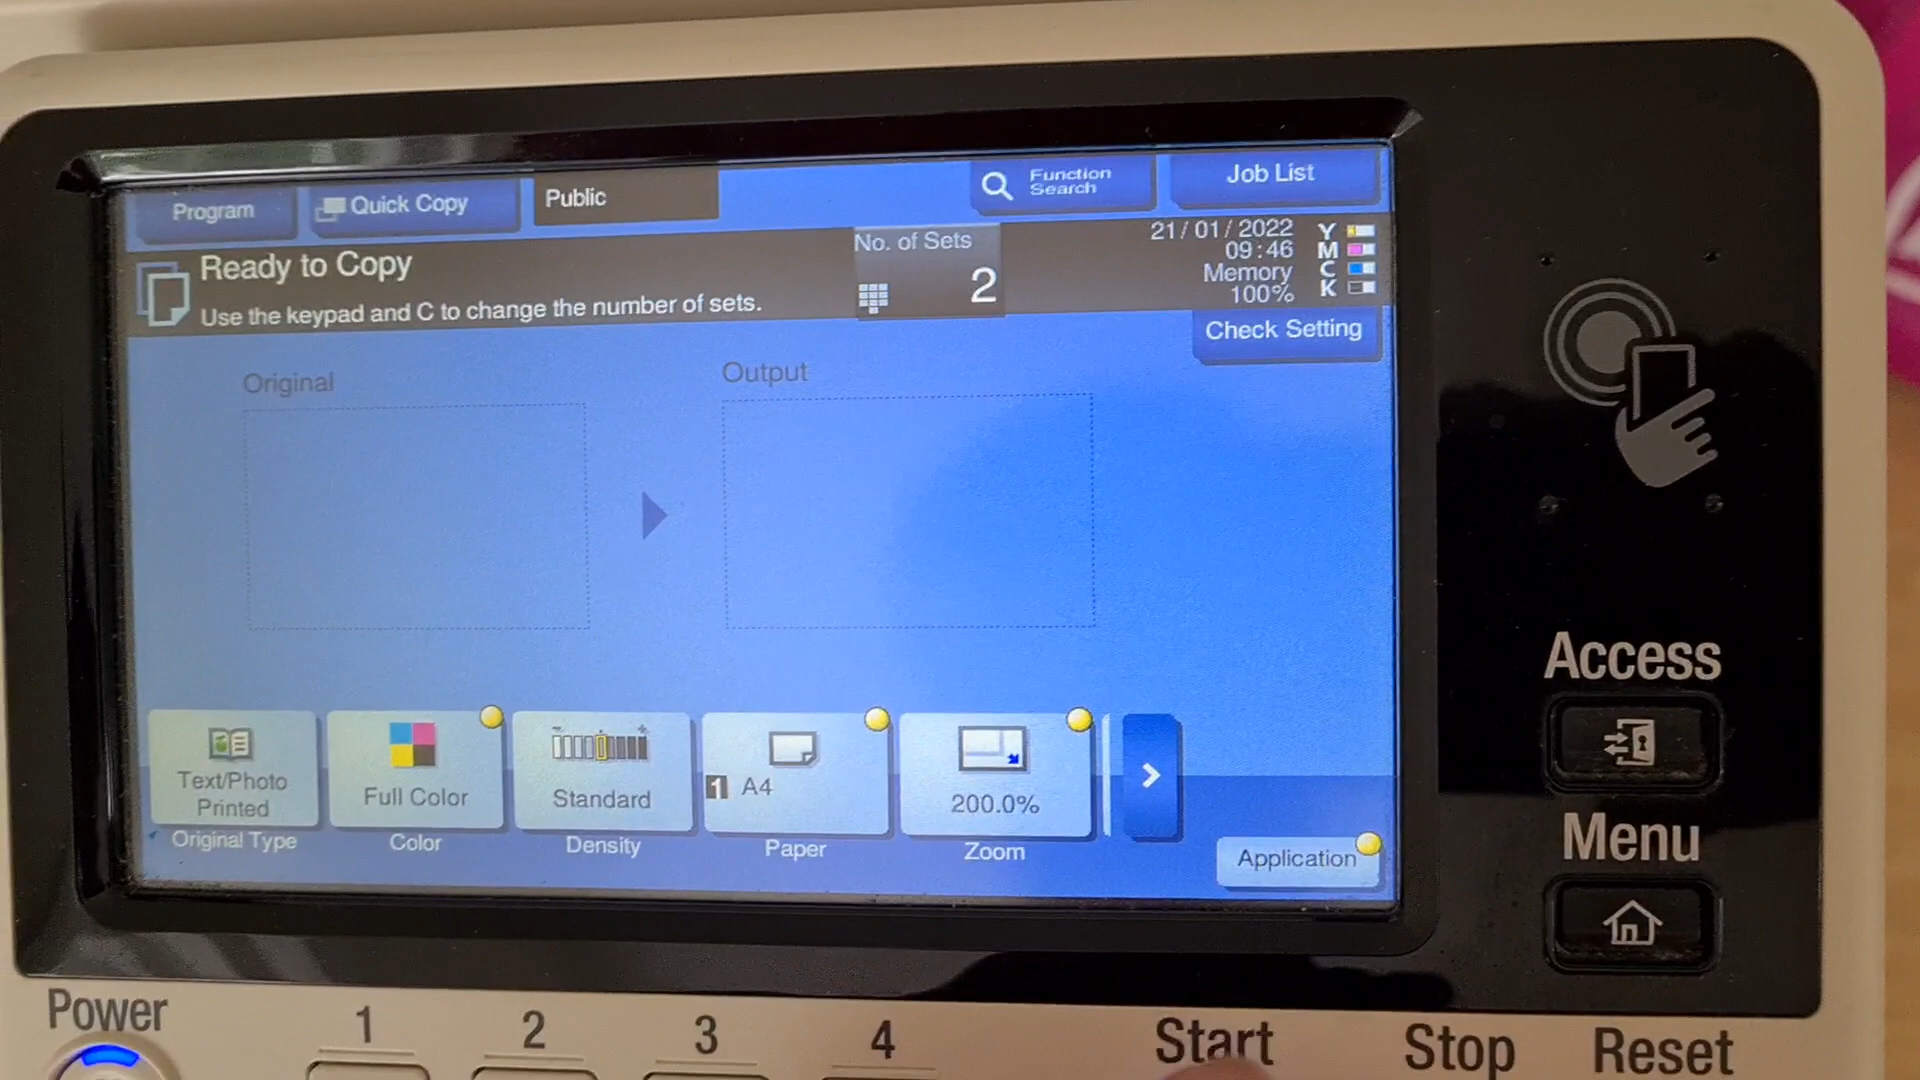 Program
Quick Copy
Public
Function
Search
Job List
Ready to Copy
Use the keypad and C to change the number of sets.
No. of Sets
2
21/01/2022
09:46
Memory
100%
Y
M
C
K
Check Setting
Original
Output
Text/Photo
Printed
Original Type
Full Color
Color
Standard
Density
1 A4
Paper
200.0%
Zoom
Application
Access
Menu
Power
1
2
3
4
Start
Stop
Reset